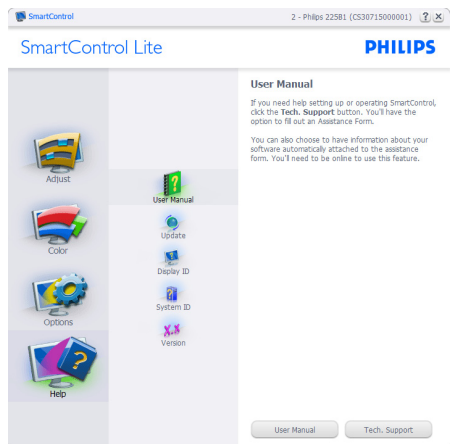 SmartControl
2 - Philips 225B1 (CS30715000001)
? X
SmartControl Lite
PHILIPS
Adjust
Color
Options
Help
User Manual
Update
Display ID
System ID
X.X
Version
User Manual
If you need help setting up or operating SmartControl,
click the Tech. Support button. You'll have the
option to fill out an Assistance Form.
You can also choose to have information about your
software automatically attached to the assistance
form. You'll need to be online to use this feature.
User Manual
Tech. Support